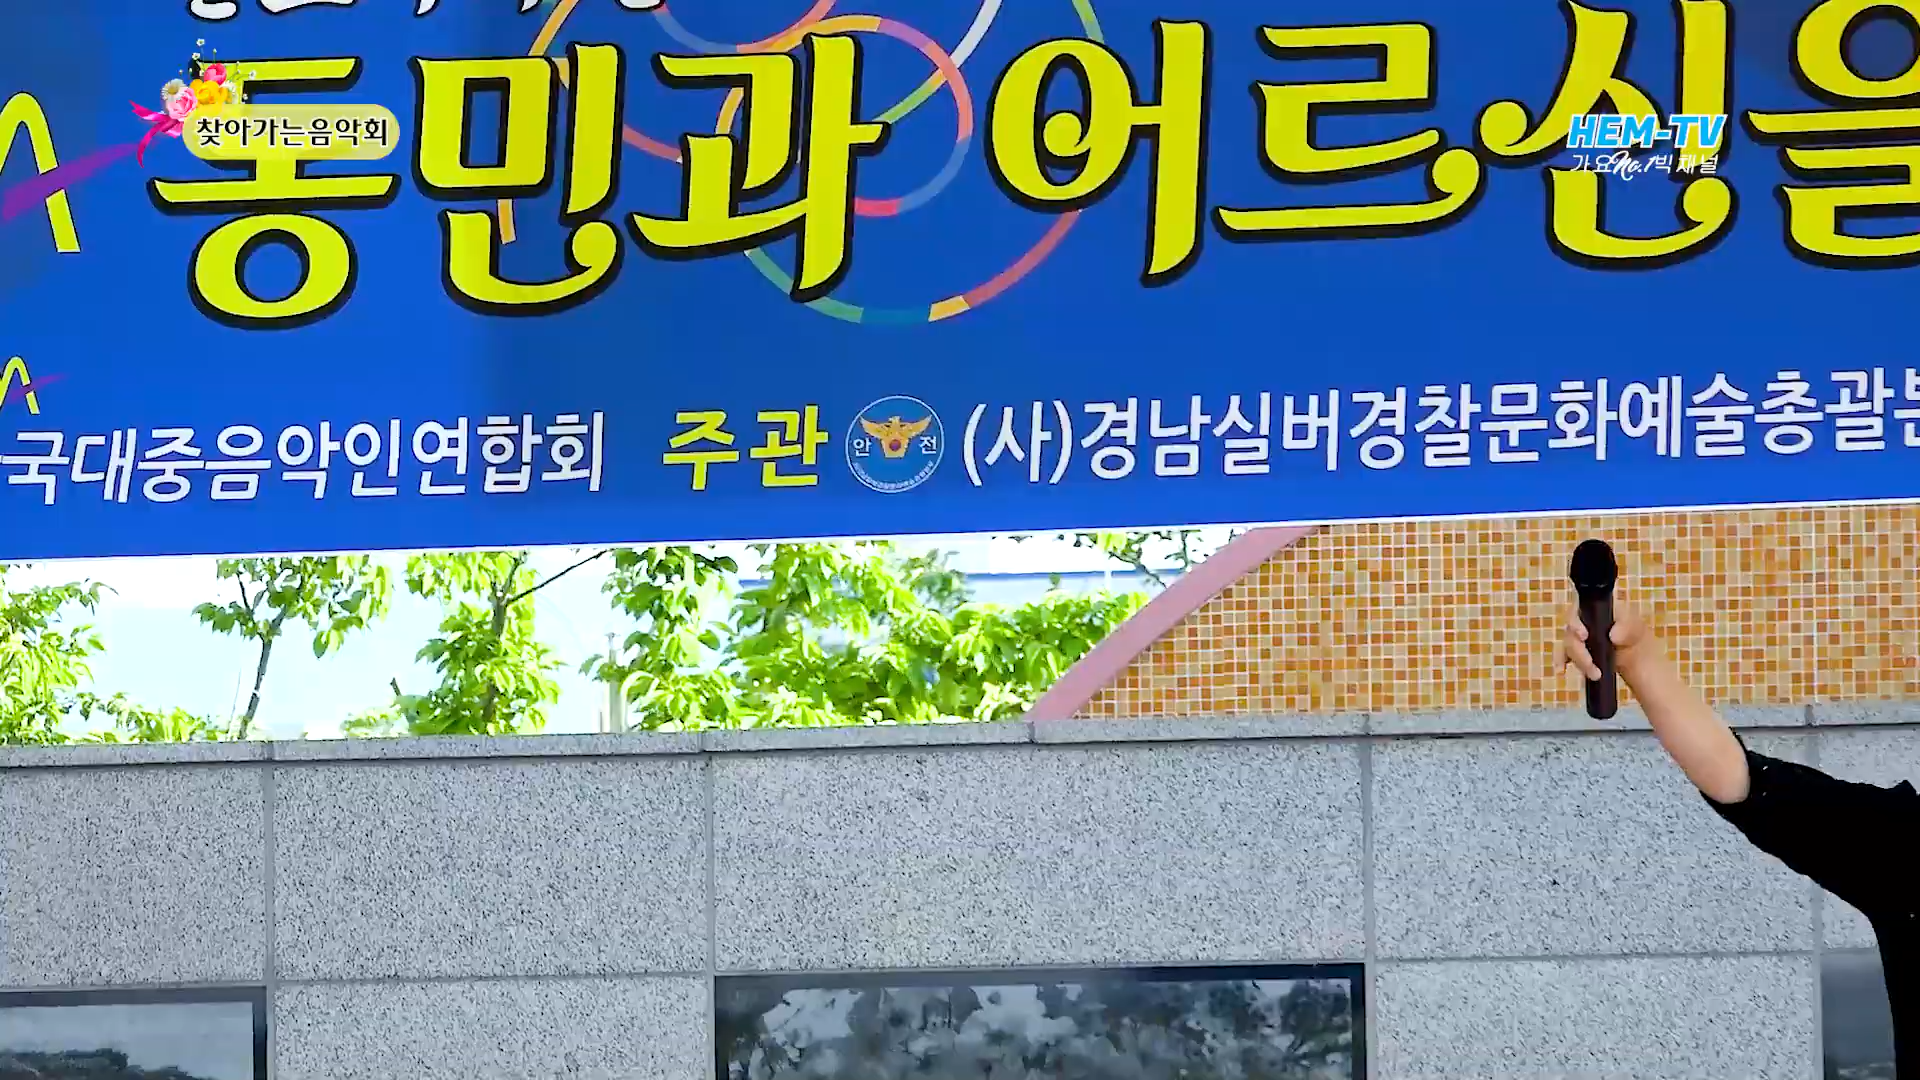 찾아가는음악회
HEM-TV
가요No.1빅채널
동민과 어르신을
국대중음악인연합회 주관 안전 (사)경남실버경찰문화예술총괄본